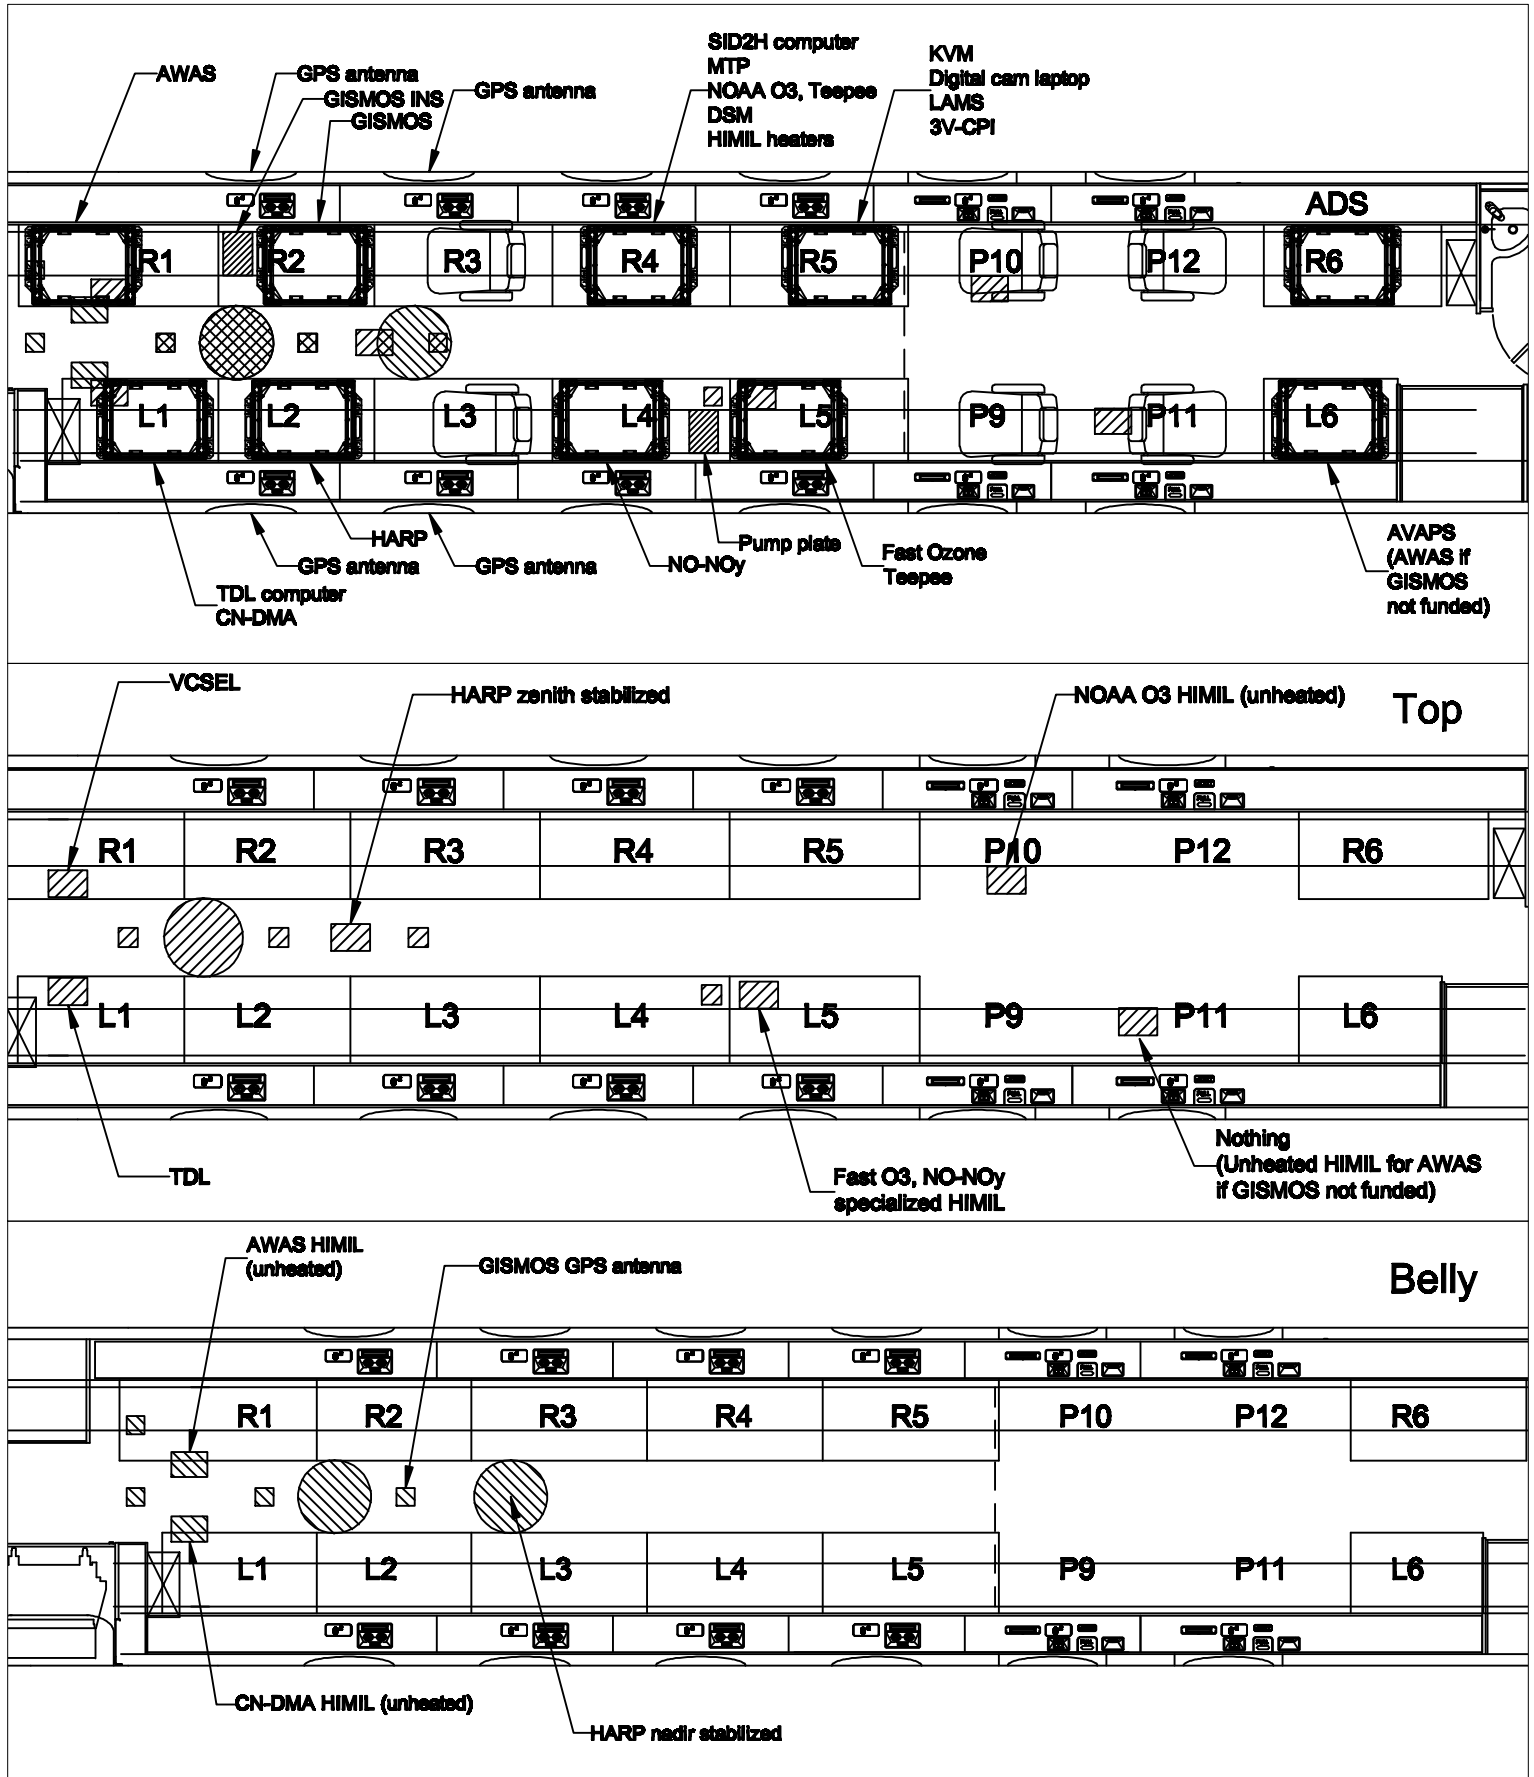 AWAS
GPS antenna
GISMOS INS
GISMOS
GPS antenna
SID2H computer
MTP
NOAA O3, Teepee
DSM
HIMIL heaters
KVM
Digital cam laptop
LAMS
3V-CPI
ADS
R1 R2 R3 R4 R5 P10 P12 R6
L1 L2 L3 L4 L5 P9 P11 L6
HARP
GPS antenna
GPS antenna
TDL computer
CN-DMA
NO-NOy
Pump plate
Fast Ozone
Teepee
AVAPS
(AWAS if
GISMOS
not funded)
VCSEL
HARP zenith stabilized
NOAA O3 HIMIL (unheated)
Top
R1 R2 R3 R4 R5 P10 P12 R6
L1 L2 L3 L4 L5 P9 P11 L6
TDL
Fast O3, NO-NOy
specialized HIMIL
Nothing
(Unheated HIMIL for AWAS
if GISMOS not funded)
AWAS HIMIL
(unheated)
GISMOS GPS antenna
Belly
R1 R2 R3 R4 R5 P10 P12 R6
L1 L2 L3 L4 L5 P9 P11 L6
CN-DMA HIMIL (unheated)
HARP nadir stabilized